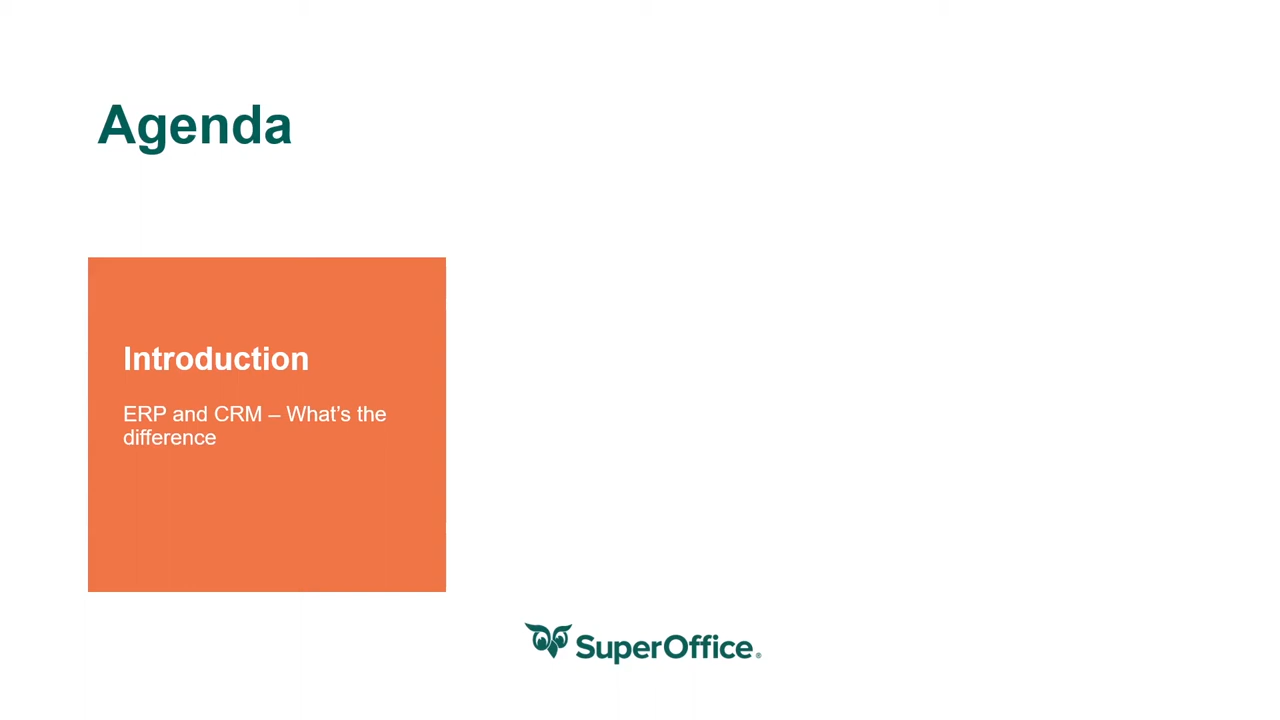 Agenda
Introduction
ERP and CRM – What’s the
difference
SuperOffice®